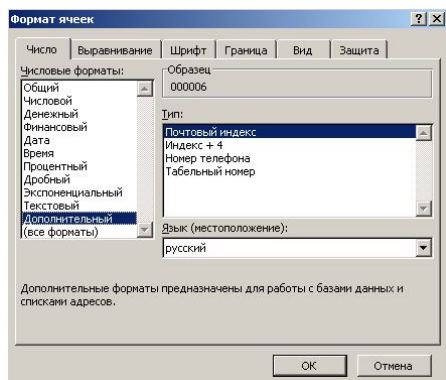 Формат ячеек
Число
Выравнивание
Шрифт
Граница
Вид
Защита
Числовые форматы:
Общий
Числовой
Денежный
Финансовый
Дата
Время
Процентный
Дробный
Экспоненциальный
Текстовый
Дополнительный
(все форматы)
Образец
000006
Тип:
Почтовый индекс
Индекс + 4
Номер телефона
Табельный номер
Язык (местоположение):
русский
Дополнительные форматы предназначены для работы с базами данных и
списками адресов.
ОК
Отмена